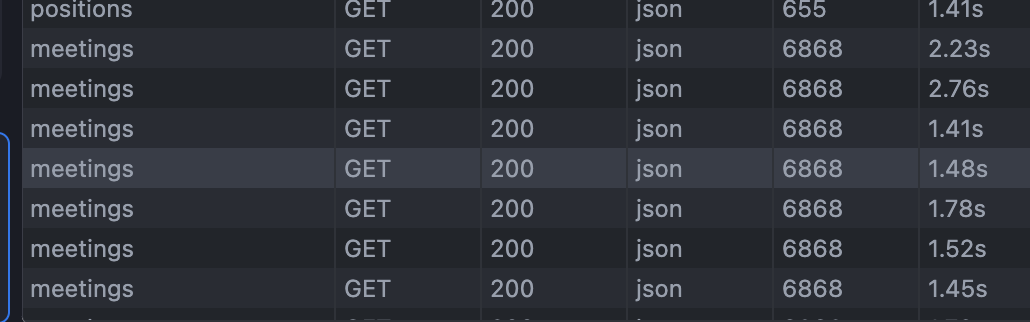 positions GET 200 json 655 1.41s
meetings GET 200 json 6868 2.23s
meetings GET 200 json 6868 2.76s
meetings GET 200 json 6868 1.41s
meetings GET 200 json 6868 1.48s
meetings GET 200 json 6868 1.78s
meetings GET 200 json 6868 1.52s
meetings GET 200 json 6868 1.45s